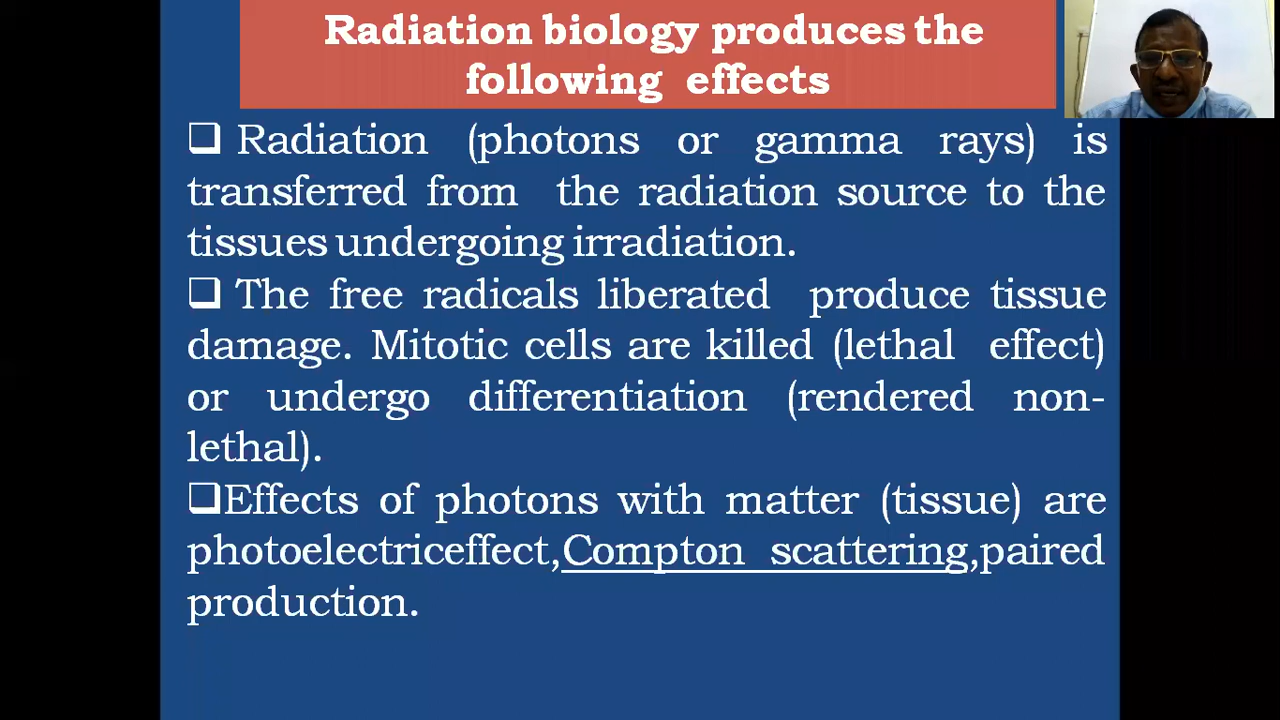 Radiation biology produces the
following effects
❑ Radiation (photons or gamma rays) is
transferred from the radiation source to the
tissues undergoing irradiation.
❑ The free radicals liberated produce tissue
damage. Mitotic cells are killed (lethal effect)
or undergo differentiation (rendered non-
lethal).
❑Effects of photons with matter (tissue) are
photoelectriceffect,Compton scattering,paired
production.